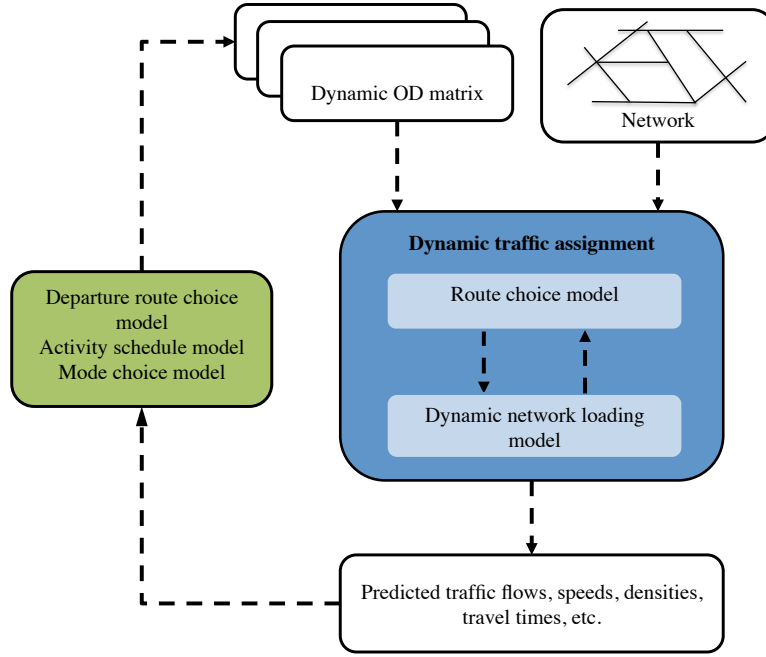 Dynamic OD matrix
Network
Dynamic traffic assignment
Route choice model
Departure route choice
model
Activity schedule model
Mode choice model
Dynamic network loading
model
Predicted traffic flows, speeds, densities,
travel times, etc.